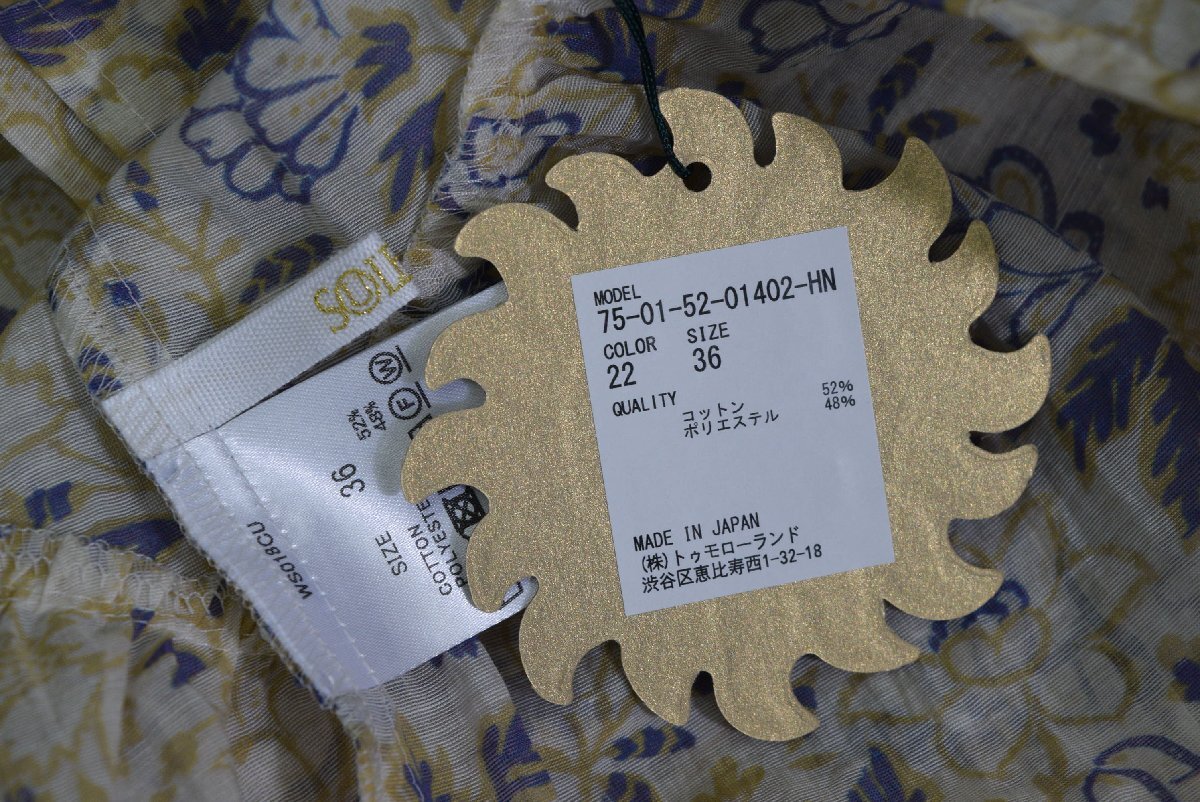 MODEL
75-01-52-01402-HN
COLOR SIZE
22 36
QUALITY
コットン 52%
ポリエステル 48%
MADE IN JAPAN
(株)トゥモローランド
渋谷区恵比寿西1-32-18
W
F
52%
48%
36
SIZE
COTTON
WS018CU